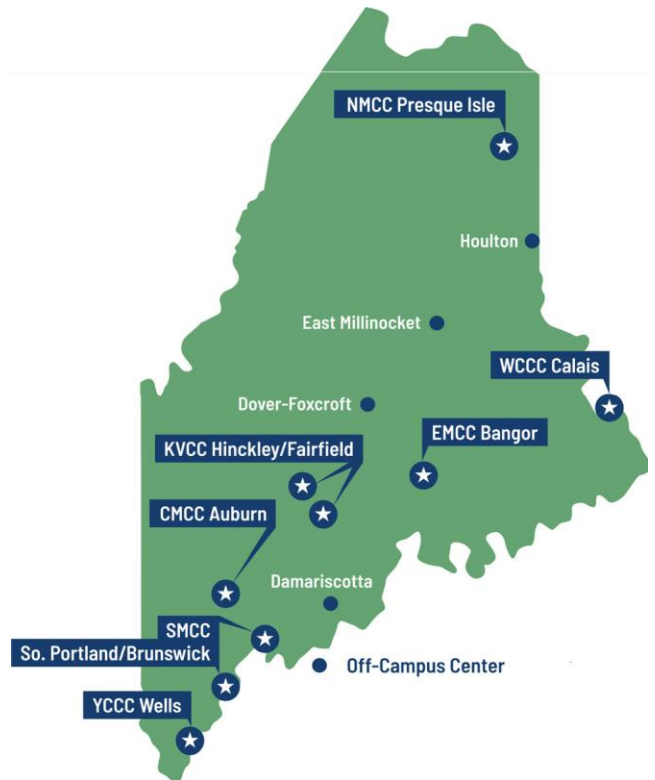 NMCC Presque Isle
Houlton
East Millinocket
WCCC Calais
Dover-Foxcroft
EMCC Bangor
KVCC Hinckley/Fairfield
CMCC Auburn
Damariscotta
SMCC
So. Portland/Brunswick
Off-Campus Center
YCCC Wells